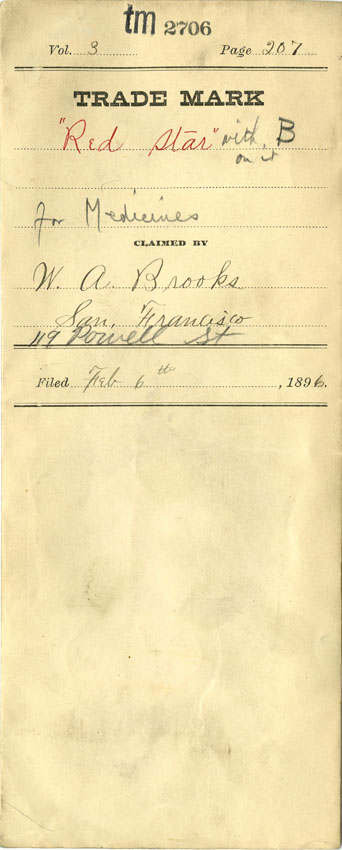 tm 2706
Vol. 3 Page 207
TRADE MARK
"Red Star" with B
on it
for Medicines
CLAIMED BY
W. A. Brooks
San Francisco
119 Powell St
Filed Feb 6th, 1896.